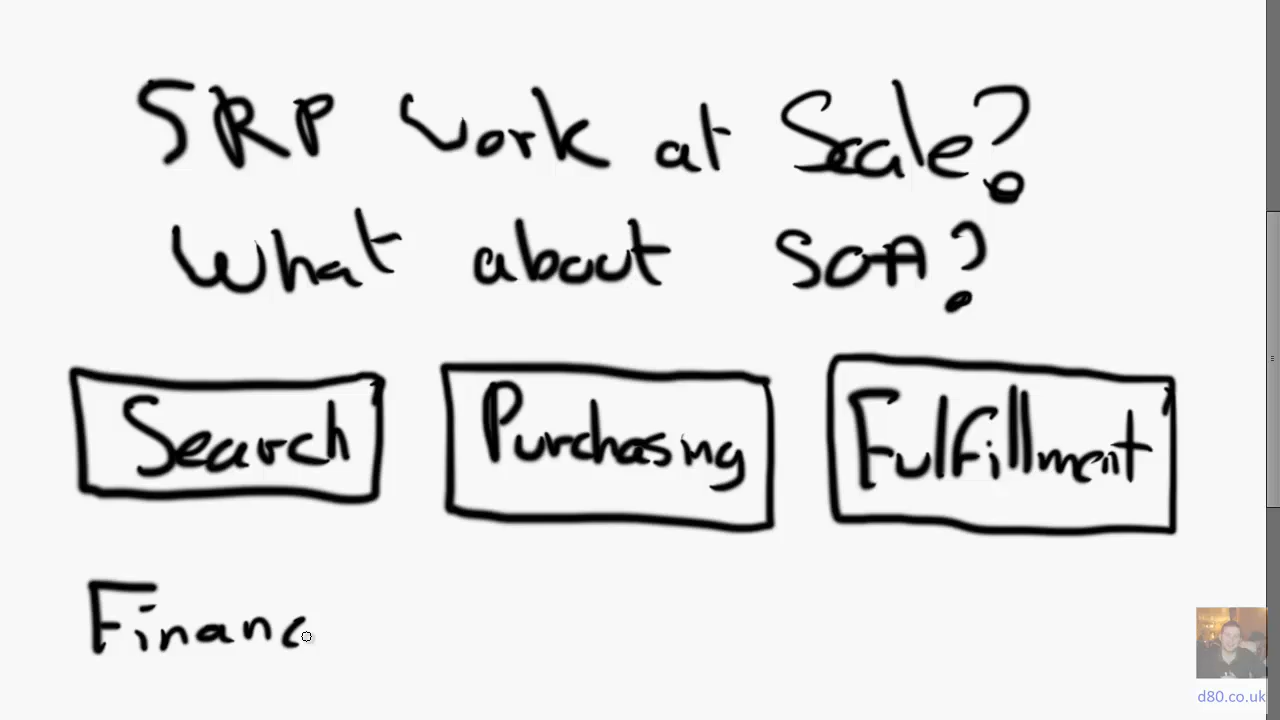 SRP work at Scale?
What about SOA?
Search Purchasing Fulfillment
Financ
d80.co.uk